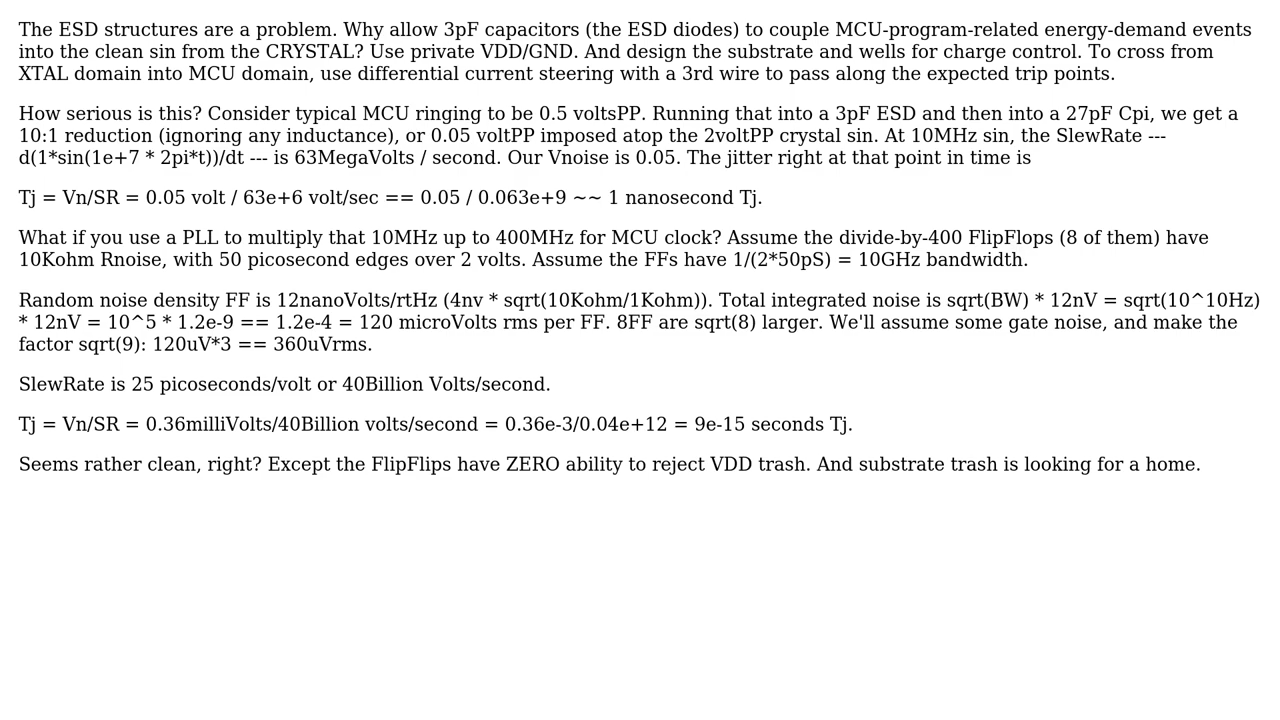 The ESD structures are a problem. Why allow 3pF capacitors (the ESD diodes) to couple MCU-program-related energy-demand events
into the clean sin from the CRYSTAL? Use private VDD/GND. And design the substrate and wells for charge control. To cross from
XTAL domain into MCU domain, use differential current steering with a 3rd wire to pass along the expected trip points.
How serious is this? Consider typical MCU ringing to be 0.5 voltsPP. Running that into a 3pF ESD and then into a 27pF Cpi, we get a
10:1 reduction (ignoring any inductance), or 0.05 voltPP imposed atop the 2voltPP crystal sin. At 10MHz sin, the SlewRate ---
d(1*sin(1e+7 * 2pi*t))/dt --- is 63MegaVolts / second. Our Vnoise is 0.05. The jitter right at that point in time is
Tj = Vn/SR = 0.05 volt / 63e+6 volt/sec == 0.05 / 0.063e+9 ~~ 1 nanosecond Tj.
What if you use a PLL to multiply that 10MHz up to 400MHz for MCU clock? Assume the divide-by-400 FlipFlops (8 of them) have
10Kohm Rnoise, with 50 picosecond edges over 2 volts. Assume the FFs have 1/(2*50pS) = 10GHz bandwidth.
Random noise density FF is 12nanoVolts/rtHz (4nv * sqrt(10Kohm/1Kohm)). Total integrated noise is sqrt(BW) * 12nV = sqrt(10^10Hz)
* 12nV = 10^5 * 1.2e-9 == 1.2e-4 = 120 microVolts rms per FF. 8FF are sqrt(8) larger. We'll assume some gate noise, and make the
factor sqrt(9): 120uV*3 == 360uVrms.
SlewRate is 25 picoseconds/volt or 40Billion Volts/second.
Tj = Vn/SR = 0.36milliVolts/40Billion volts/second = 0.36e-3/0.04e+12 = 9e-15 seconds Tj.
Seems rather clean, right? Except the FlipFlips have ZERO ability to reject VDD trash. And substrate trash is looking for a home.